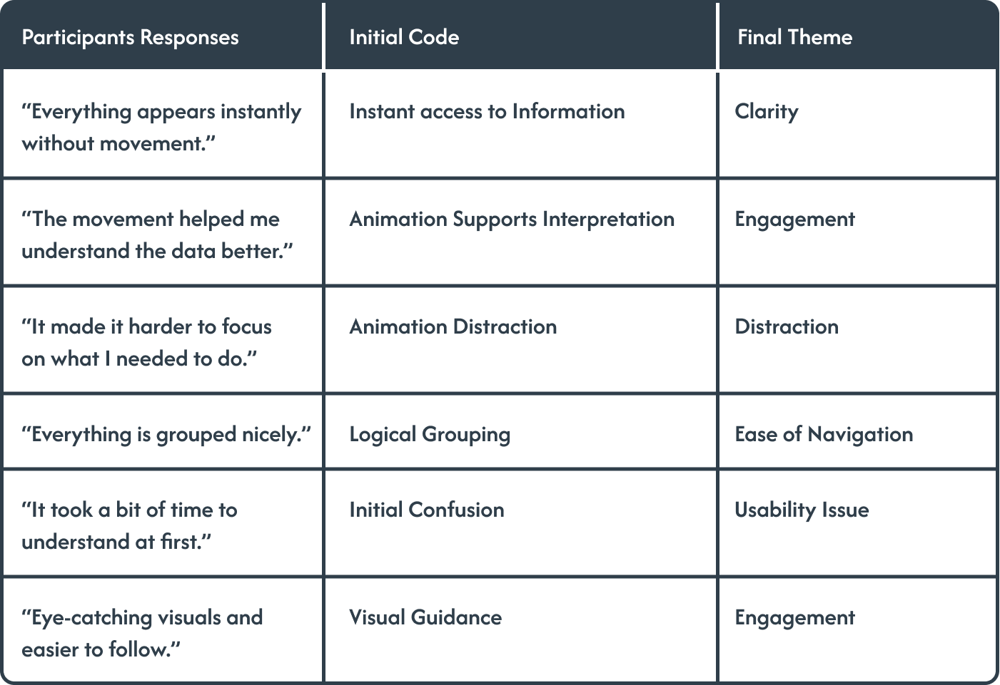 Participants Responses
Initial Code
Final Theme
“Everything appears instantly
without movement.”
Instant access to Information
Clarity
“The movement helped me
understand the data better.”
Animation Supports Interpretation
Engagement
“It made it harder to focus
on what I needed to do.”
Animation Distraction
Distraction
“Everything is grouped nicely.”
Logical Grouping
Ease of Navigation
“It took a bit of time to
understand at first.”
Initial Confusion
Usability Issue
“Eye-catching visuals and
easier to follow.”
Visual Guidance
Engagement